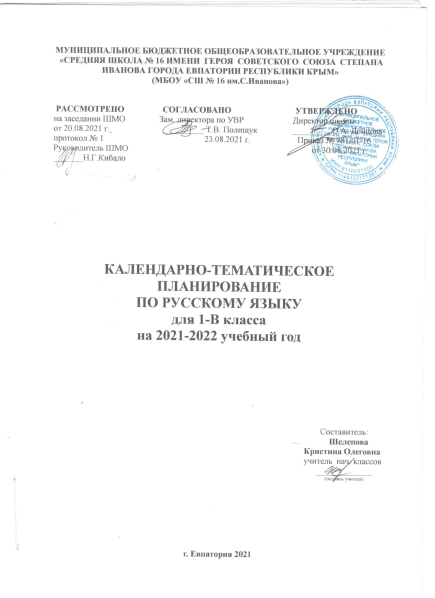 МУНИЦИПАЛЬНОЕ БЮДЖЕТНОЕ ОБЩЕОБРАЗОВАТЕЛЬНОЕ УЧРЕЖДЕНИЕ
«СРЕДНЯЯ ШКОЛА № 16 ИМЕНИ ГЕРОЯ СОВЕТСКОГО СОЮЗА СТЕПАНА
ИВАНОВА ГОРОДА ЕВПАТОРИИ РЕСПУБЛИКИ КРЫМ»
(МБОУ «СШ № 16 им.С.Иванова»)
РАССМОТРЕНО
на заседании ШМО
от 20.08.2021 г.
протокол № 1
Руководитель ШМО
Н.Г.Кибало
СОГЛАСОВАНО
Зам. директора по УВР
Т.В. Полищук
23.08.2021 г.
УТВЕРЖДЕНО
Директор школы
О.А.
Приказ №
от 30.08.2021 г.
КАЛЕНДАРНО-ТЕМАТИЧЕСКОЕ
ПЛАНИРОВАНИЕ
ПО РУССКОМУ ЯЗЫКУ
для 1-В класса
на 2021-2022 учебный год
Составитель:
Шелепова
Кристина Олеговна
учитель нач. классов
(подпись учителя)
г. Евпатория 2021